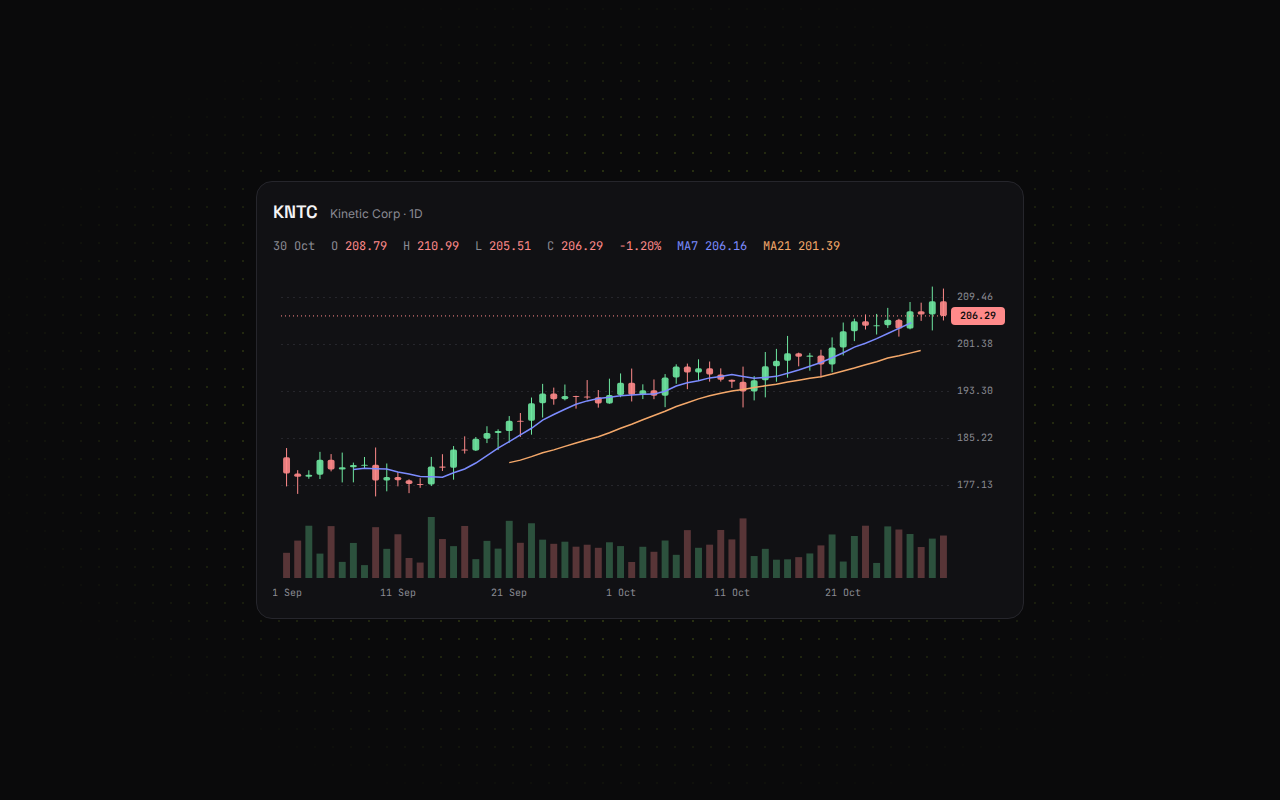 KNTC Kinetic Corp · 1D
30 Oct O 208.79 H 210.99 L 205.51 C 206.29 -1.20% MA7 206.16 MA21 201.39
209.46
206.29
201.38
193.30
185.22
177.13
1 Sep 11 Sep 21 Sep 1 Oct 11 Oct 21 Oct